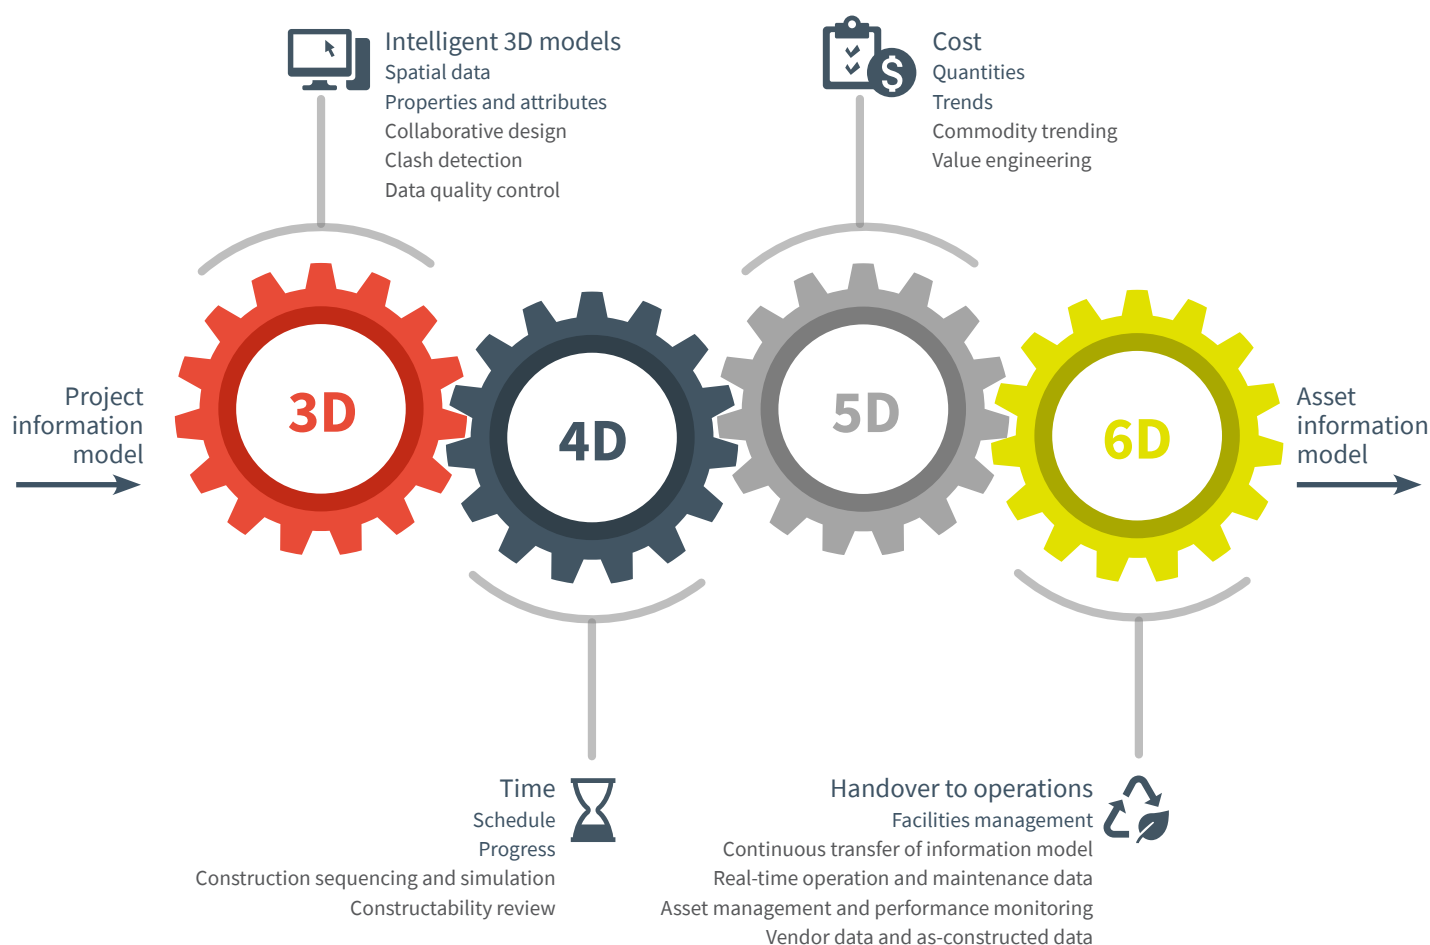 Intelligent 3D models
Spatial data
Properties and attributes
Collaborative design
Clash detection
Data quality control
$
Cost
Quantities
Trends
Commodity trending
Value engineering
Project
information
model
3D
4D
5D
6D
Asset
information
model
Time
Schedule
Progress
Construction sequencing and simulation
Constructability review
Handover to operations
Facilities management
Continuous transfer of information model
Real-time operation and maintenance data
Asset management and performance monitoring
Vendor data and as-constructed data